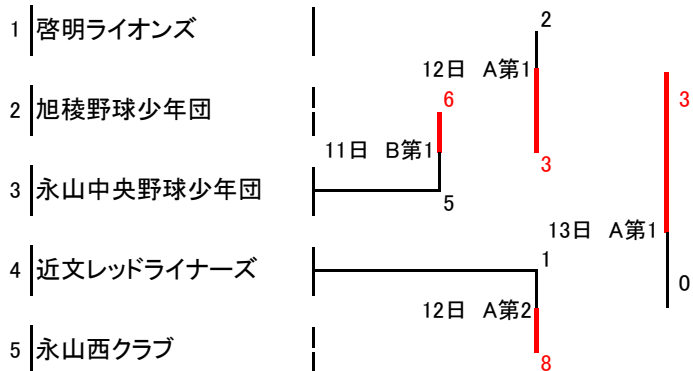 1 啓明ライオンズ
2
12日 A第1
2 旭稜野球少年団
6
3
11日 B第1
3
3 永山中央野球少年団
5
13日 A第1
4 近文レッドライナーズ
1
0
12日 A第2
5 永山西クラブ
8